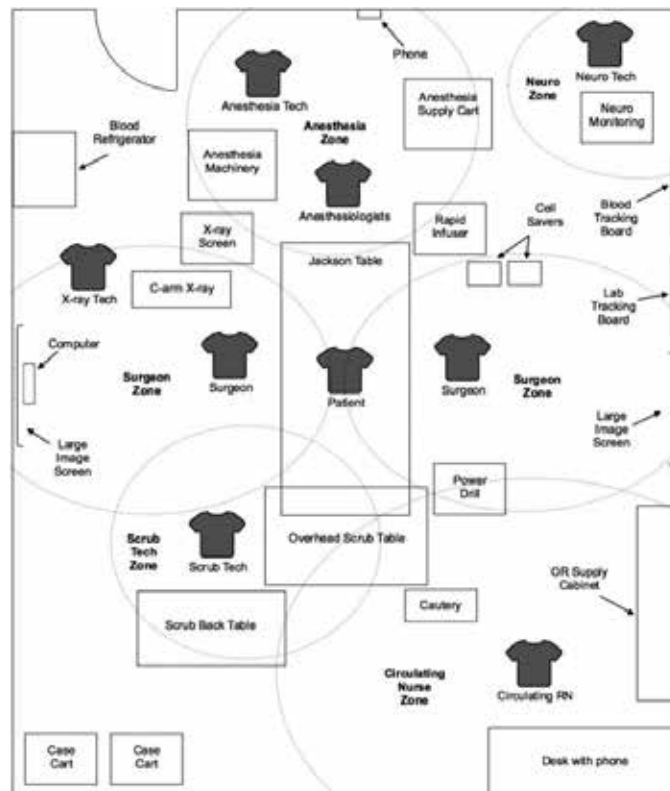 Phone
Neuro Tech
Neuro
Zone
Anesthesia Tech
Anesthesia
Supply Cart
Neuro
Monitoring
Blood
Refrigerator
Anesthesia
Zone
Anesthesia
Machinery
Anesthesiologists
Blood
Tracking
Board
X-ray
Screen
Rapid
Infuser
Cell
Savers
Jackson Table
X-ray Tech
C-arm X-ray
Lab
Tracking
Board
Computer
Surgeon
Zone
Surgeon
Patient
Surgeon
Surgeon
Zone
Large
Image
Screen
Large
Image
Screen
Power
Drill
Scrub
Tech
Zone
Scrub Tech
Overhead Scrub Table
OR Supply
Cabinet
Scrub Back Table
Cautery
Circulating
Nurse
Zone
Circulating RN
Case
Cart
Case
Cart
Desk with phone